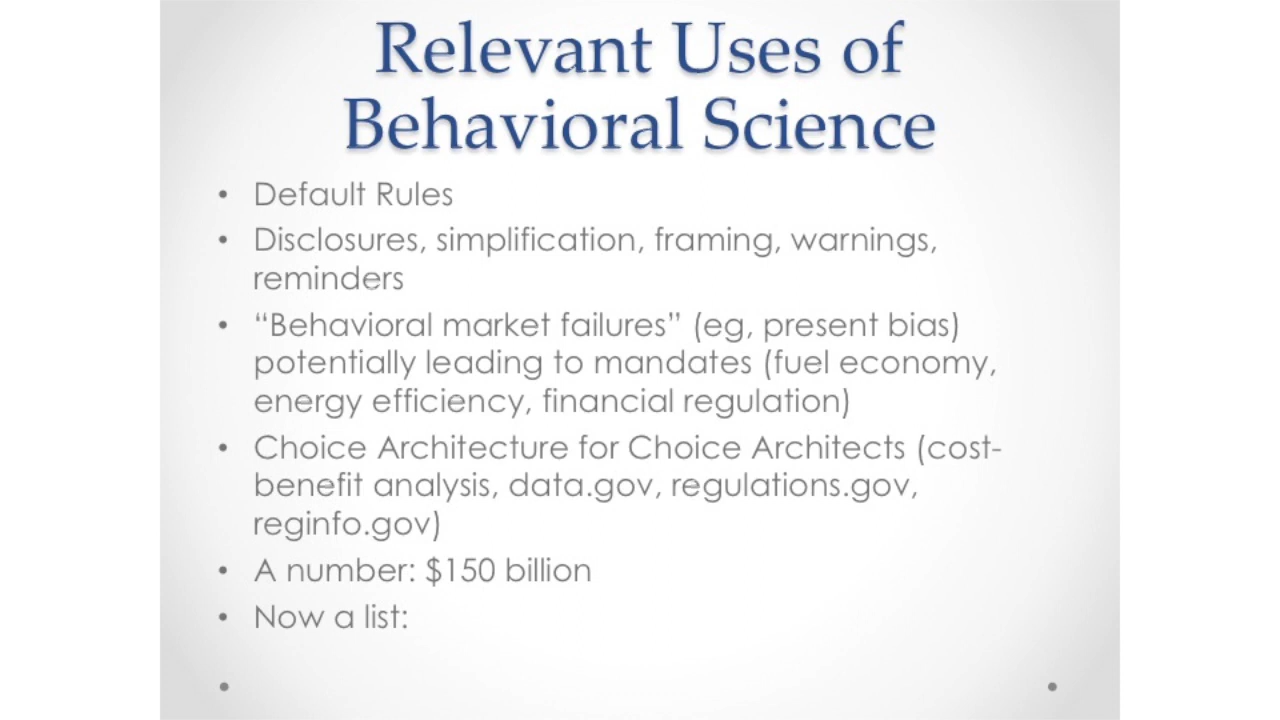 Relevant Uses of
Behavioral Science
• Default Rules
• Disclosures, simplification, framing, warnings,
reminders
• “Behavioral market failures” (eg, present bias)
potentially leading to mandates (fuel economy,
energy efficiency, financial regulation)
• Choice Architecture for Choice Architects (cost-
benefit analysis, data.gov, regulations.gov,
reginfo.gov)
• A number: $150 billion
• Now a list: